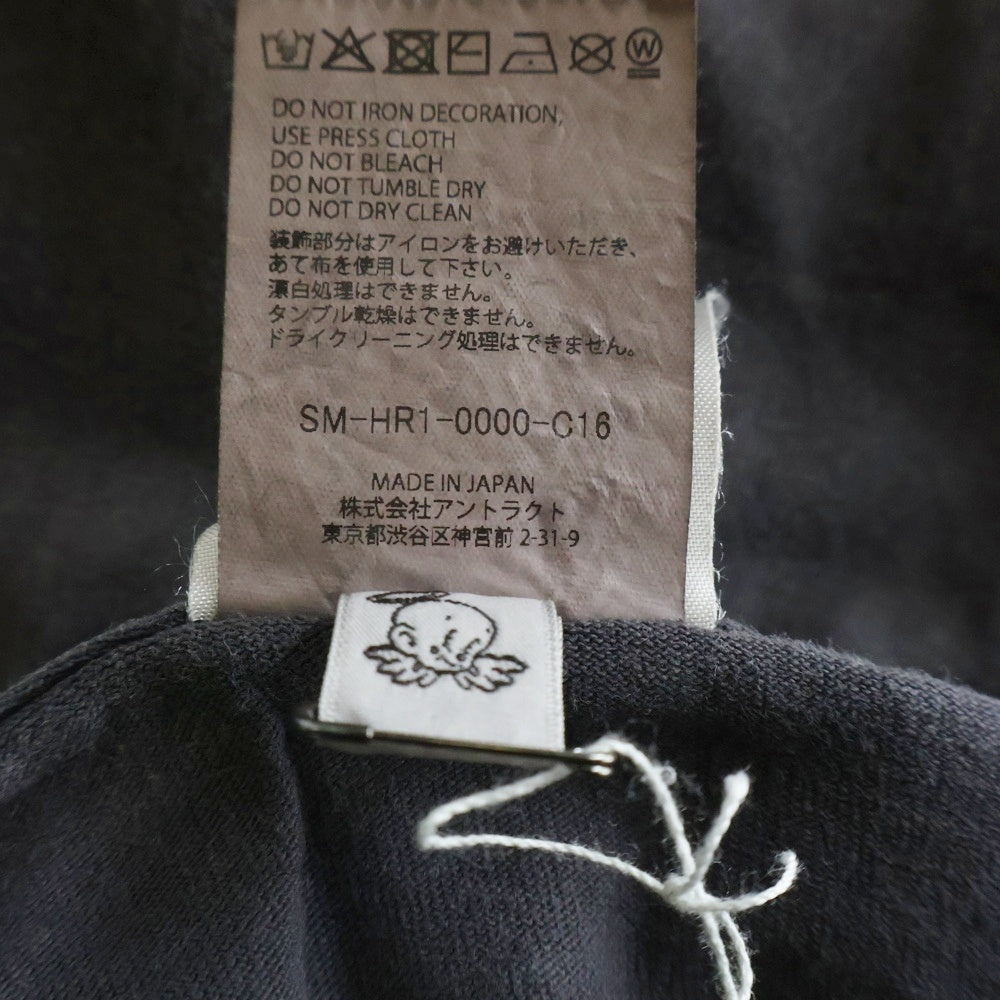 W
DO NOT IRON DECORATION,
USE PRESS CLOTH
DO NOT BLEACH
DO NOT TUMBLE DRY
DO NOT DRY CLEAN
装飾部分はアイロンをお避けいただき、
あて布を使用して下さい。
漂白処理はできません。
タンブル乾燥はできません。
ドライクリーニング処理はできません。
SM-HR1-0000-C16
MADE IN JAPAN
株式会社アントラクト
東京都渋谷区神宮前 2-31-9